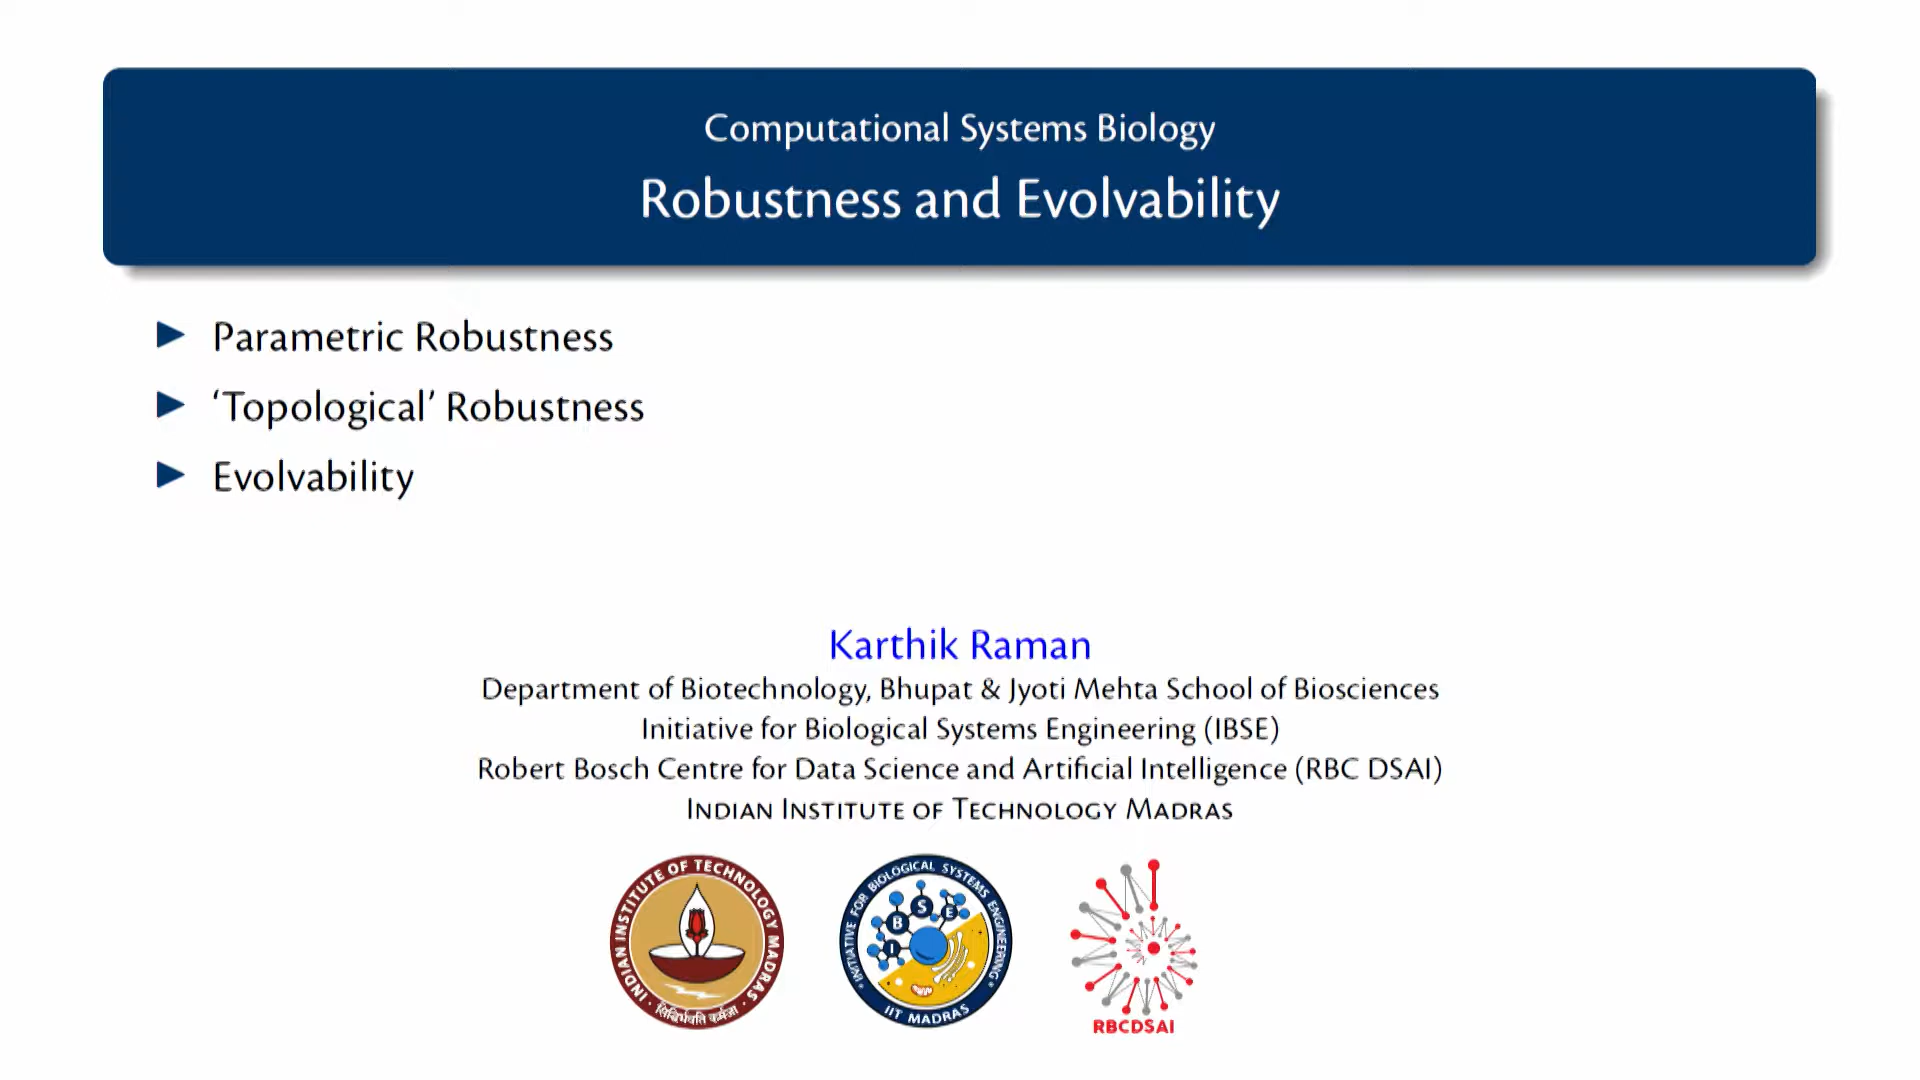 Computational Systems Biology
Robustness and Evolvability
Parametric Robustness
‘Topological’ Robustness
Evolvability
Karthik Raman
Department of Biotechnology, Bhupat & Jyoti Mehta School of Biosciences
Initiative for Biological Systems Engineering (IBSE)
Robert Bosch Centre for Data Science and Artificial Intelligence (RBC DSAI)
INDIAN INSTITUTE OF TECHNOLOGY MADRAS
INDIAN INSTITUTE OF TECHNOLOGY MADRAS
INITIATIVE FOR BIOLOGICAL SYSTEMS ENGINEERING
I B S E
IIT MADRAS
RBCDSAI